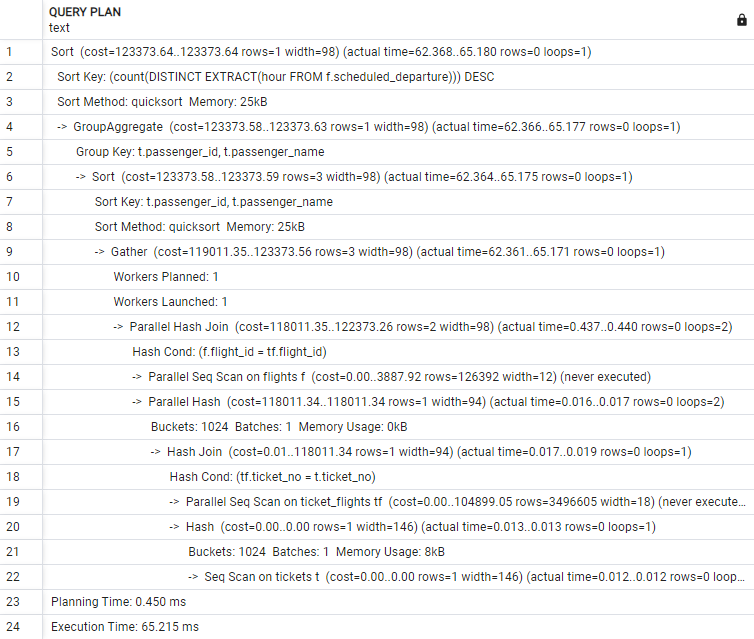 QUERY PLAN
text
1 Sort (cost=123373.64..123373.64 rows=1 width=98) (actual time=62.368..65.180 rows=0 loops=1)
2 Sort Key: (count(DISTINCT EXTRACT(hour FROM f.scheduled_departure))) DESC
3 Sort Method: quicksort Memory: 25kB
4 -> GroupAggregate (cost=123373.58..123373.63 rows=1 width=98) (actual time=62.366..65.177 rows=0 loops=1)
5 Group Key: t.passenger_id, t.passenger_name
6 -> Sort (cost=123373.58..123373.59 rows=3 width=98) (actual time=62.364..65.175 rows=0 loops=1)
7 Sort Key: t.passenger_id, t.passenger_name
8 Sort Method: quicksort Memory: 25kB
9 -> Gather (cost=119011.35..123373.56 rows=3 width=98) (actual time=62.361..65.171 rows=0 loops=1)
10 Workers Planned: 1
11 Workers Launched: 1
12 -> Parallel Hash Join (cost=118011.35..122373.26 rows=2 width=98) (actual time=0.437..0.440 rows=0 loops=2)
13 Hash Cond: (f.flight_id = tf.flight_id)
14 -> Parallel Seq Scan on flights f (cost=0.00..3887.92 rows=126392 width=12) (never executed)
15 -> Parallel Hash (cost=118011.34..118011.34 rows=1 width=94) (actual time=0.016..0.017 rows=0 loops=2)
16 Buckets: 1024 Batches: 1 Memory Usage: 0kB
17 -> Hash Join (cost=0.01..118011.34 rows=1 width=94) (actual time=0.017..0.019 rows=0 loops=1)
18 Hash Cond: (tf.ticket_no = t.ticket_no)
19 -> Parallel Seq Scan on ticket_flights tf (cost=0.00..104899.05 rows=3496605 width=18) (never execute...
20 -> Hash (cost=0.00..0.00 rows=1 width=146) (actual time=0.013..0.013 rows=0 loops=1)
21 Buckets: 1024 Batches: 1 Memory Usage: 8kB
22 -> Seq Scan on tickets t (cost=0.00..0.00 rows=1 width=146) (actual time=0.012..0.012 rows=0 loop...
23 Planning Time: 0.450 ms
24 Execution Time: 65.215 ms